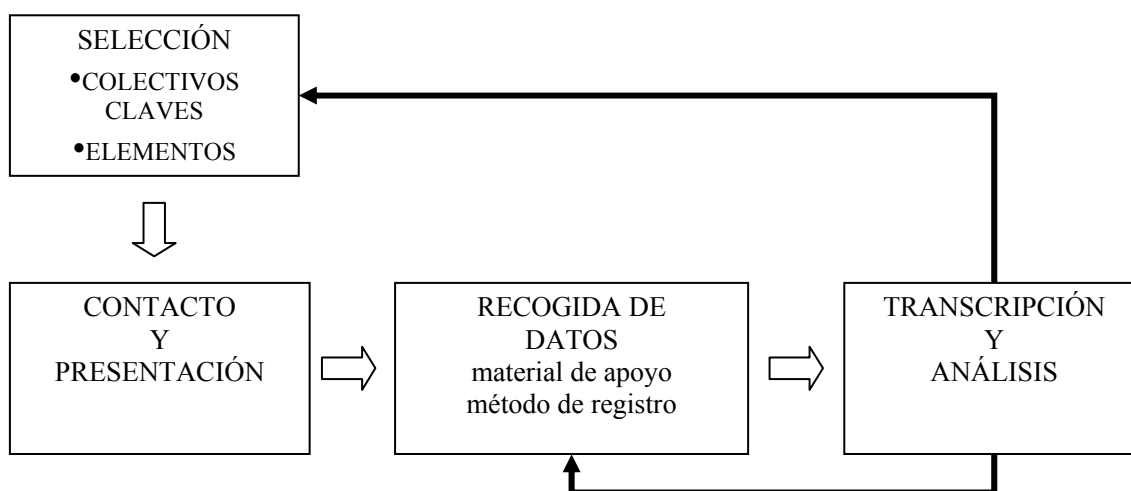 SELECCIÓN
•COLECTIVOS
CLAVES
•ELEMENTOS
CONTACTO
Y
PRESENTACIÓN
RECOGIDA DE
DATOS
material de apoyo
método de registro
TRANSCRIPCIÓN
Y
ANÁLISIS